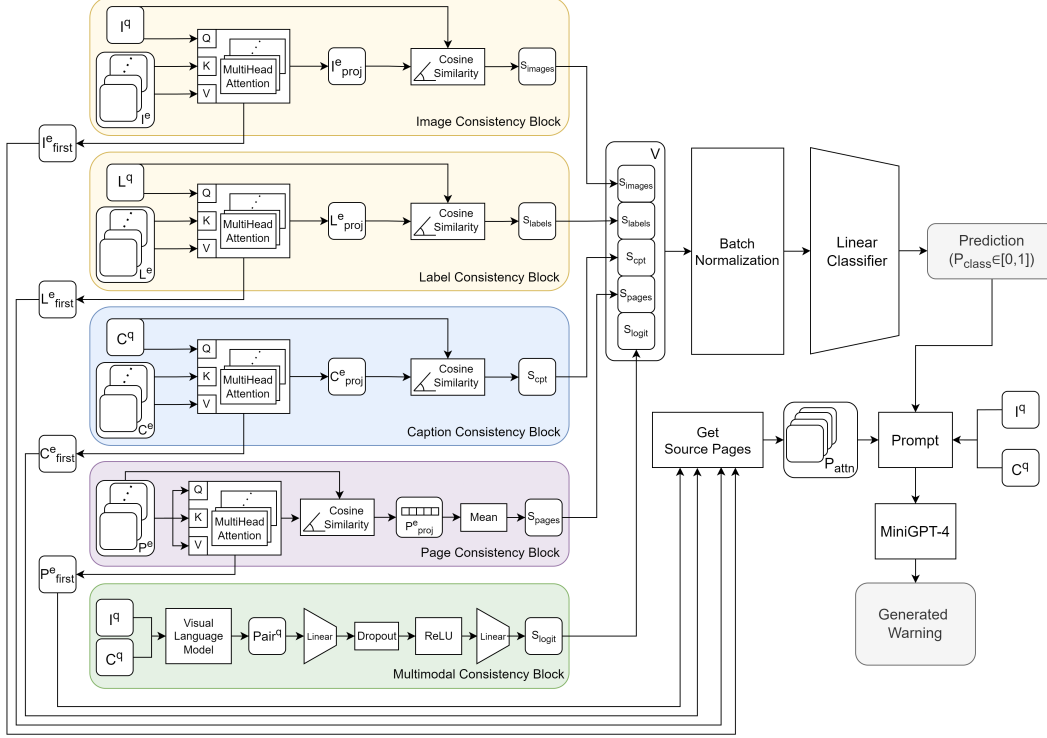 I^q
Q
K
V
MultiHead
Attention
I^e
I^e_proj
Cosine
Similarity
S_images
Image Consistency Block
I^e_first
L^q
Q
K
V
MultiHead
Attention
L^e
L^e_proj
Cosine
Similarity
S_labels
Label Consistency Block
L^e_first
C^q
Q
K
V
MultiHead
Attention
C^e
C^e_proj
Cosine
Similarity
S_cpt
Caption Consistency Block
C^e_first
P^e
Q
K
V
MultiHead
Attention
Cosine
Similarity
P^e_proj
Mean
S_pages
Page Consistency Block
P^e_first
I^q
C^q
Visual
Language
Model
Pair^q
Linear
Dropout
ReLU
Linear
S_logit
Multimodal Consistency Block
V
S_images
S_labels
S_cpt
S_pages
S_logit
Batch
Normalization
Linear
Classifier
Prediction
(P_class∈[0,1])
Get
Source Pages
P_attn
Prompt
I^q
C^q
MiniGPT-4
Generated
Warning